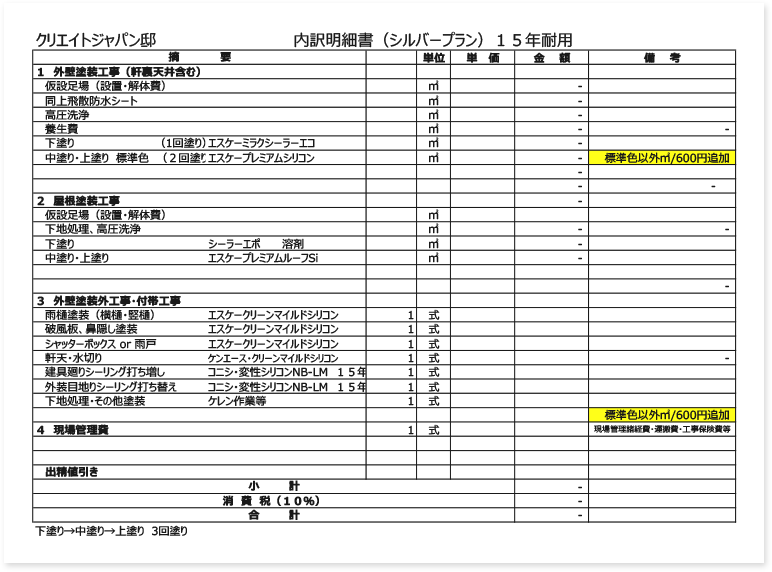 クリエイトジャパン邸 内訳明細書（シルバープラン）１５年耐用
摘 要 単位 単 価 金 額 備 考
1 外壁塗装工事（軒裏天井含む）
仮設足場（設置・解体費） ㎡ -
同上飛散防水シート ㎡ -
高圧洗浄 ㎡ -
養生費 ㎡ - -
下塗り （1回塗り）エスケーミラクシーラーエコ ㎡ -
中塗り・上塗り 標準色 （２回塗り エスケープレミアムシリコン ㎡ - 標準色以外㎡/600円追加
-
- -
2 屋根塗装工事 -
仮設足場（設置・解体費） ㎡
下地処理、高圧洗浄 ㎡ - -
下塗り シーラーエポ 溶剤 ㎡ -
中塗り・上塗り エスケープレミアムルーフSi ㎡ -
-
3 外壁塗装外工事・付帯工事
雨樋塗装（横樋・竪樋） エスケークリーンマイルドシリコン 1 式
破風板、鼻隠し塗装 エスケークリーンマイルドシリコン 1 式
シャッターボックス or 雨戸 エスケークリーンマイルドシリコン 1 式
軒天・水切り ケンエース・クリーンマイルドシリコン 1 式 -
建具廻りシーリング打ち増し コニシ・変性シリコンNB-LM １５年 1 式
外装目地りシーリング打ち替え コニシ・変性シリコンNB-LM １５年 1 式
下地処理・その他塗装 ケレン作業等 1 式
標準色以外㎡/600円追加
4 現場管理費 1 式 現場管理諸経費・運搬費・工事保険費等
出精値引き
小 計 -
消 費 税（１０％） -
合 計 -
下塗り→中塗り→上塗り 3回塗り